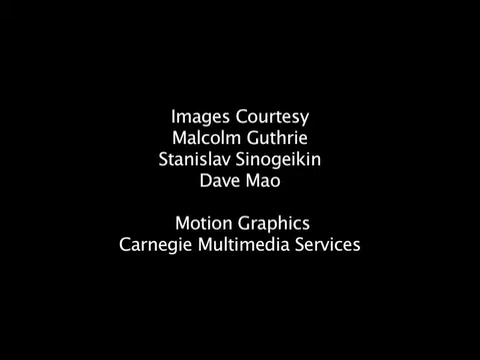 Images Courtesy
Malcolm Guthrie
Stanislav Sinogeikin
Dave Mao
Motion Graphics
Carnegie Multimedia Services